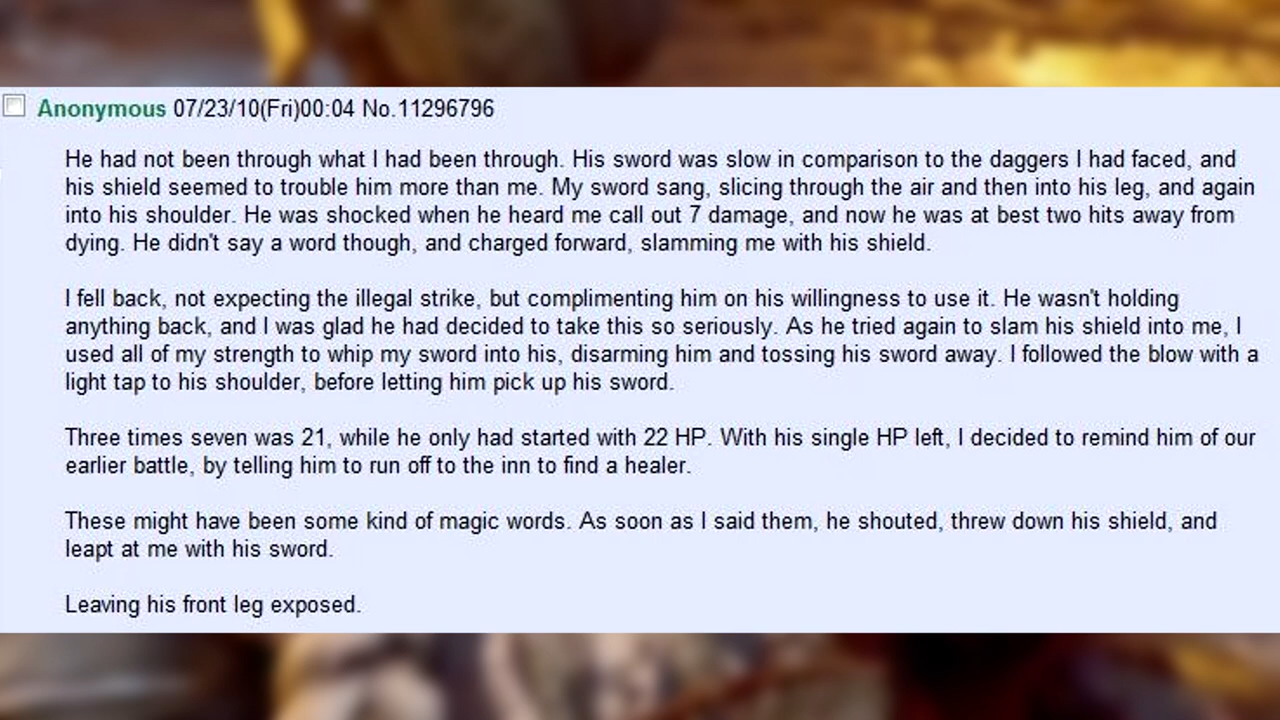 Anonymous 07/23/10(Fri)00:04 No.11296796
He had not been through what I had been through. His sword was slow in comparison to the daggers I had faced, and
his shield seemed to trouble him more than me. My sword sang, slicing through the air and then into his leg, and again
into his shoulder. He was shocked when he heard me call out 7 damage, and now he was at best two hits away from
dying. He didn't say a word though, and charged forward, slamming me with his shield.
I fell back, not expecting the illegal strike, but complimenting him on his willingness to use it. He wasn't holding
anything back, and I was glad he had decided to take this so seriously. As he tried again to slam his shield into me, I
used all of my strength to whip my sword into his, disarming him and tossing his sword away. I followed the blow with a
light tap to his shoulder, before letting him pick up his sword.
Three times seven was 21, while he only had started with 22 HP. With his single HP left, I decided to remind him of our
earlier battle, by telling him to run off to the inn to find a healer.
These might have been some kind of magic words. As soon as I said them, he shouted, threw down his shield, and
leapt at me with his sword.
Leaving his front leg exposed.